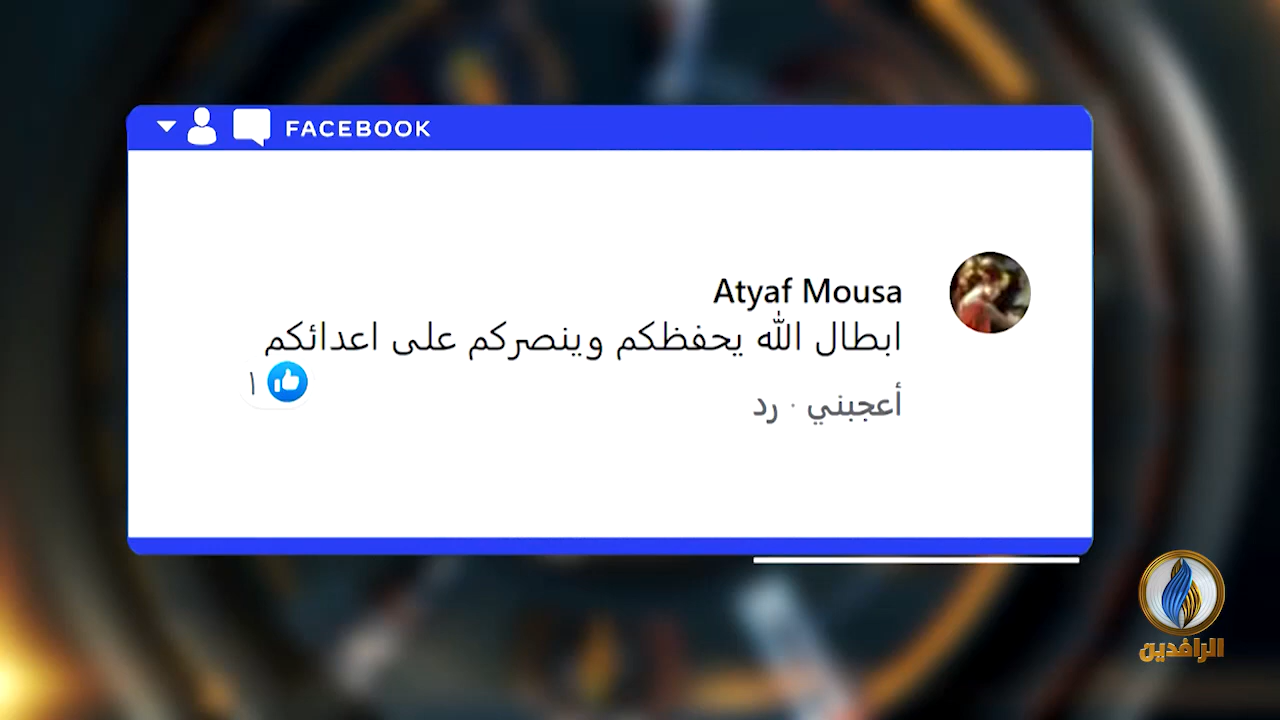 FACEBOOK
Atyaf Mousa
ابطال الله يحفظكم وينصركم على اعدائكم
١
أعجبني · رد
الرافدين